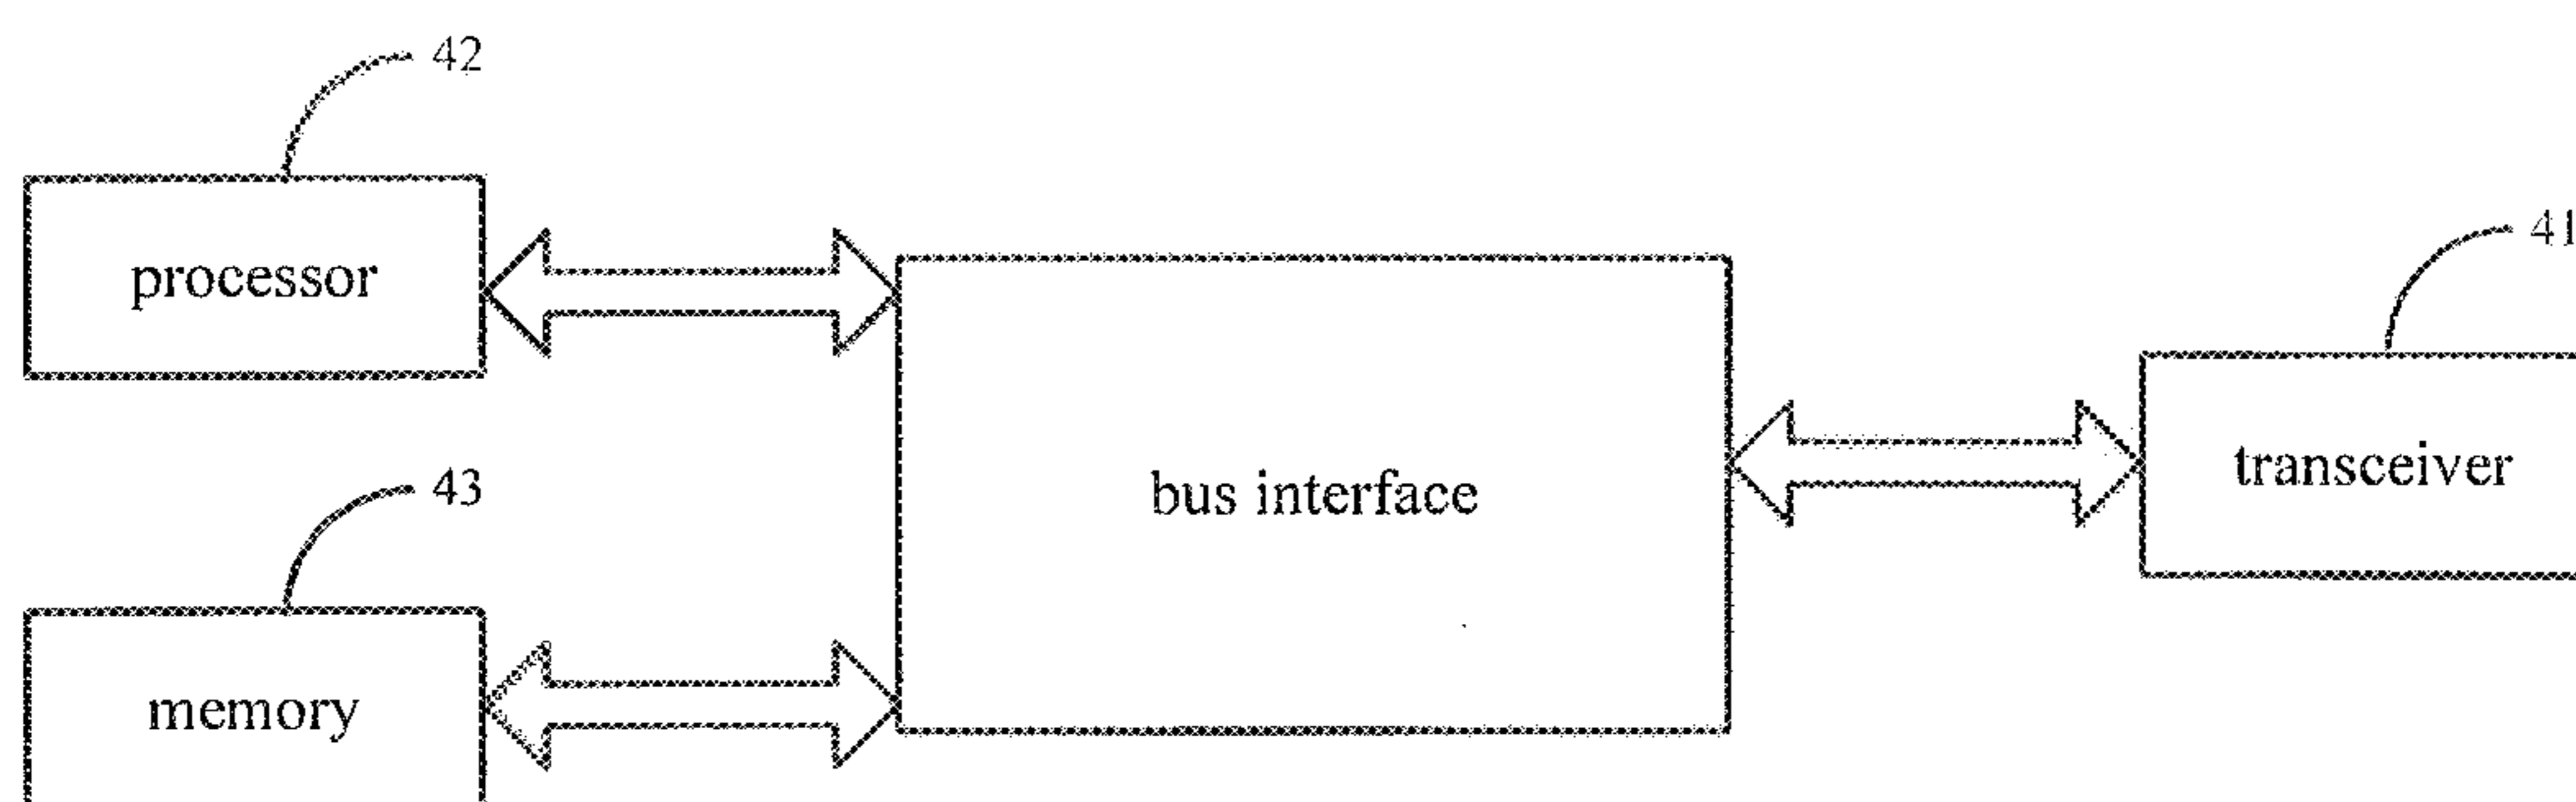 42
processor
41
transceiver
bus interface
43
memory